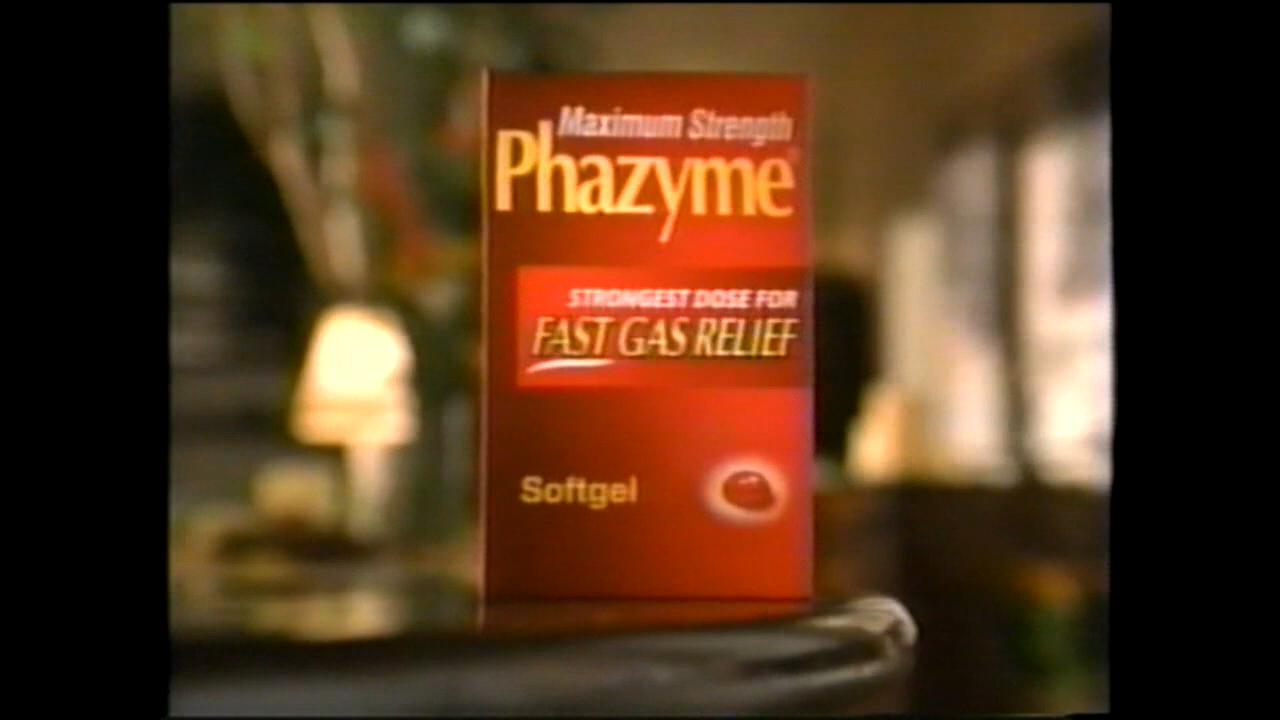 Maximum Strength
Phazyme
STRONGEST DOSE FOR
FAST GAS RELIEF
Softgel